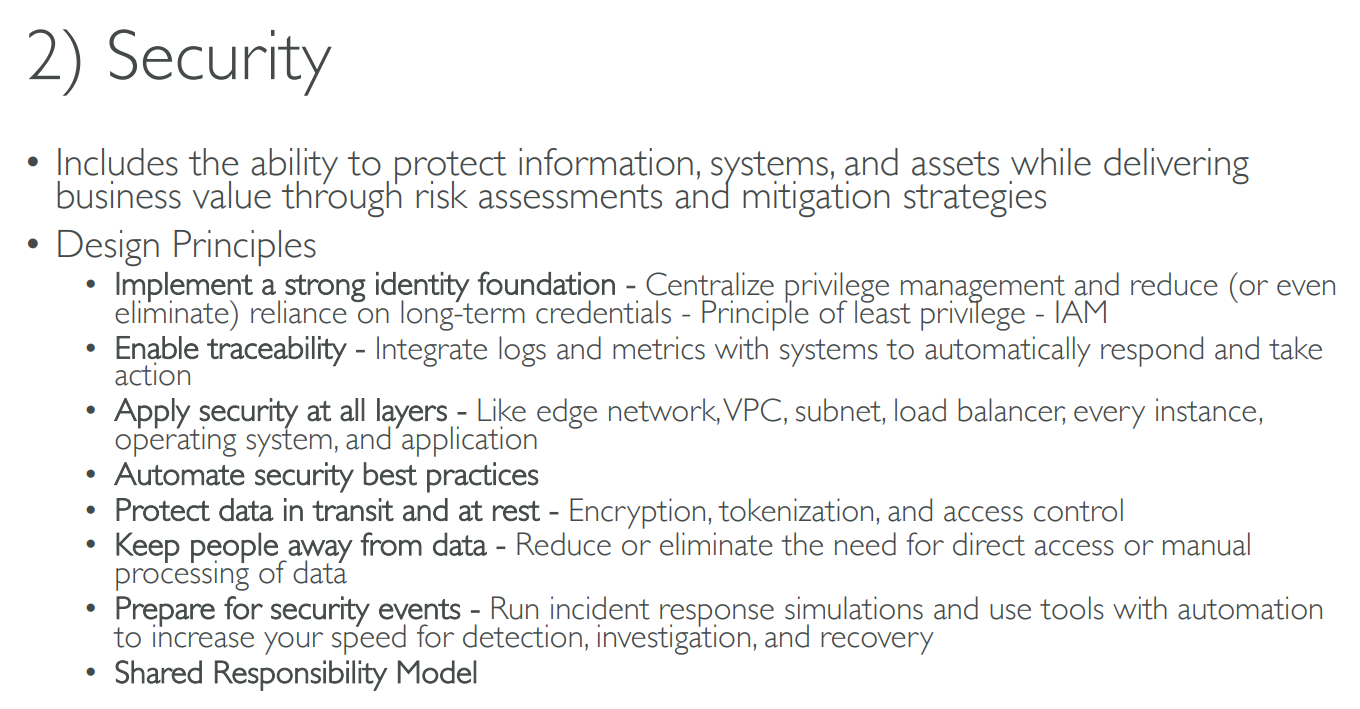 2) Security
• Includes the ability to protect information, systems, and assets while delivering
business value through risk assessments and mitigation strategies
• Design Principles
• Implement a strong identity foundation - Centralize privilege management and reduce (or even
eliminate) reliance on long-term credentials - Principle of least privilege - IAM
• Enable traceability - Integrate logs and metrics with systems to automatically respond and take
action
• Apply security at all layers - Like edge network, VPC, subnet, load balancer, every instance,
operating system, and application
• Automate security best practices
• Protect data in transit and at rest - Encryption, tokenization, and access control
• Keep people away from data - Reduce or eliminate the need for direct access or manual
processing of data
• Prepare for security events - Run incident response simulations and use tools with automation
to increase your speed for detection, investigation, and recovery
• Shared Responsibility Model